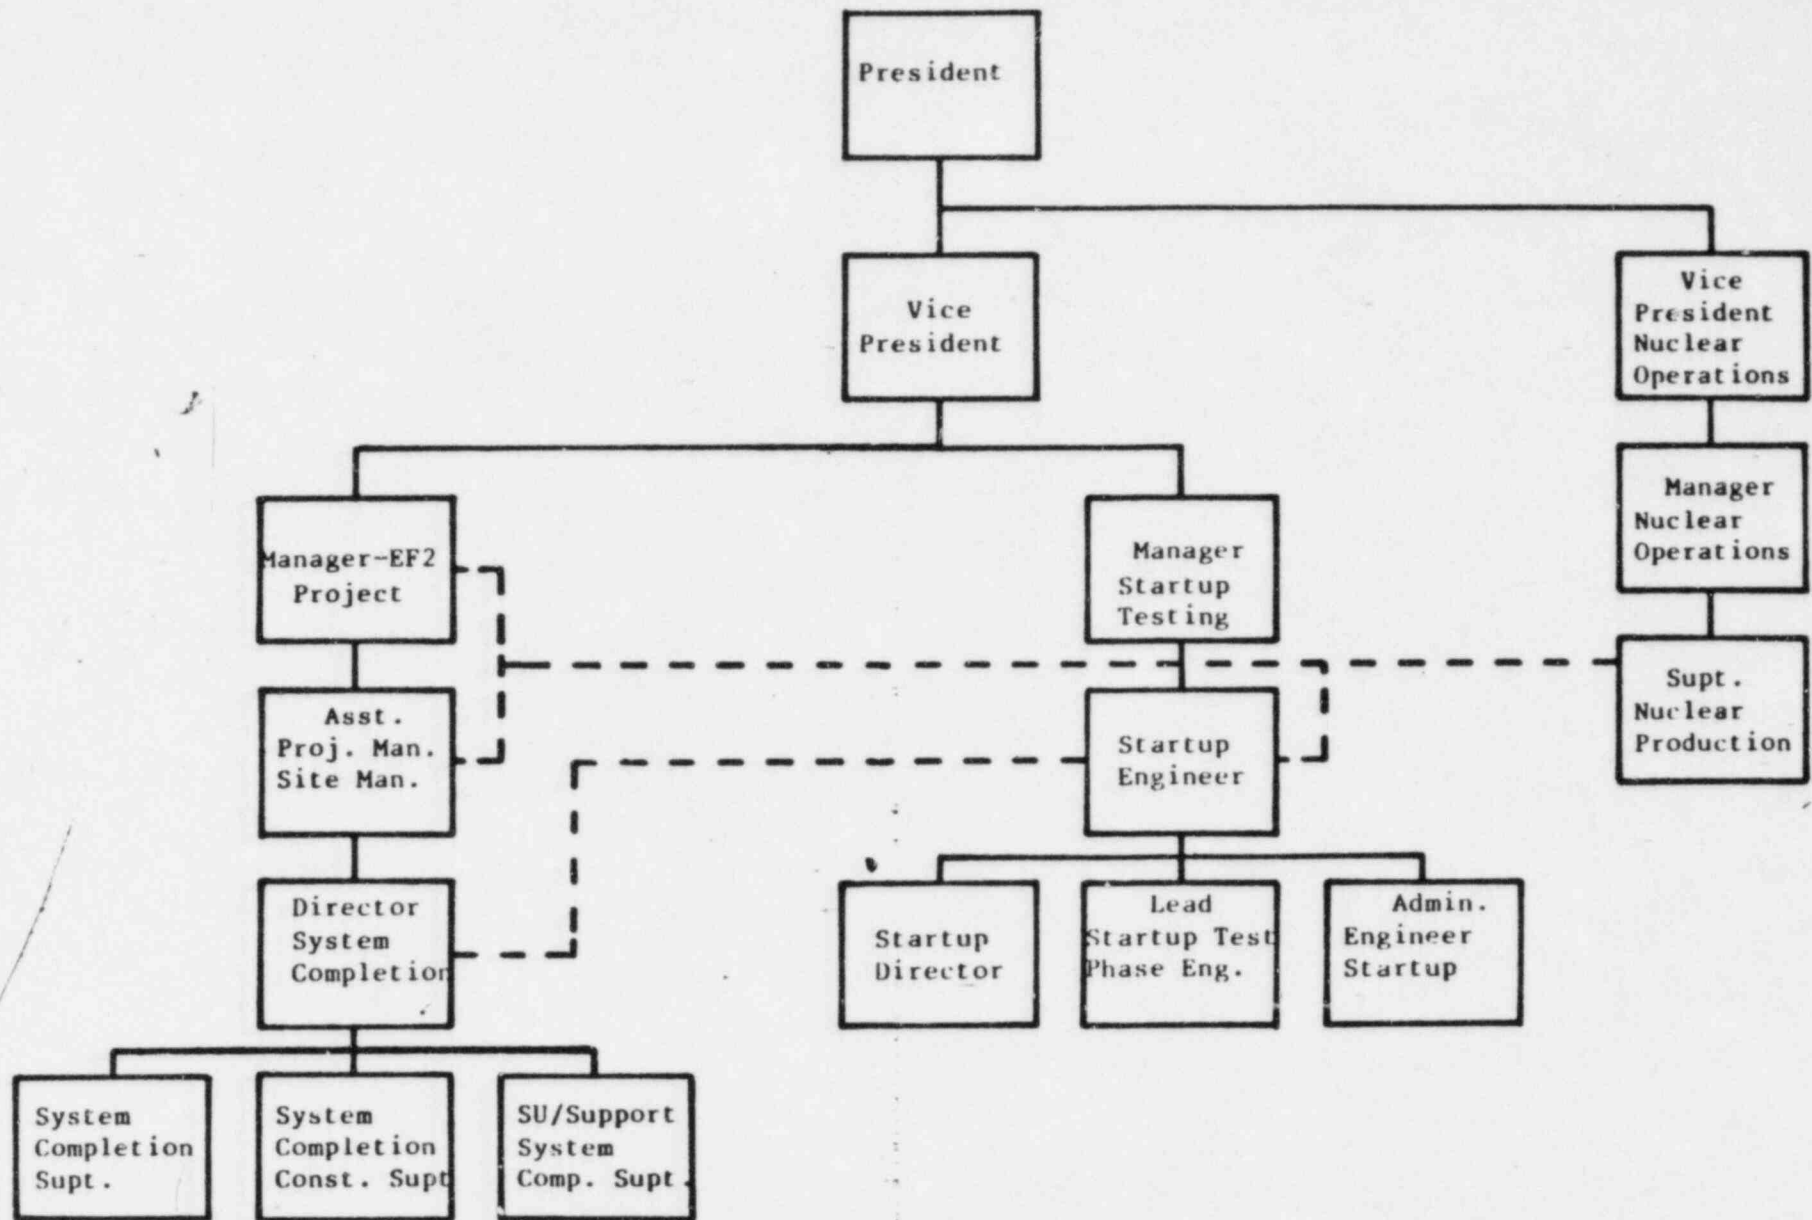 President
Vice
President
Vice
President
Nuclear
Operations
Manager-EF2
Project
Manager
Startup
Testing
Manager
Nuclear
Operations
Asst.
Proj. Man.
Site Man.
Startup
Engineer
Supt.
Nuclear
Production
Director
System
Completion
Startup
Director
Lead
Startup Test
Phase Eng.
Admin.
Engineer
Startup
System
Completion
Supt.
System
Completion
Const. Supt
SU/Support
System
Comp. Supt.